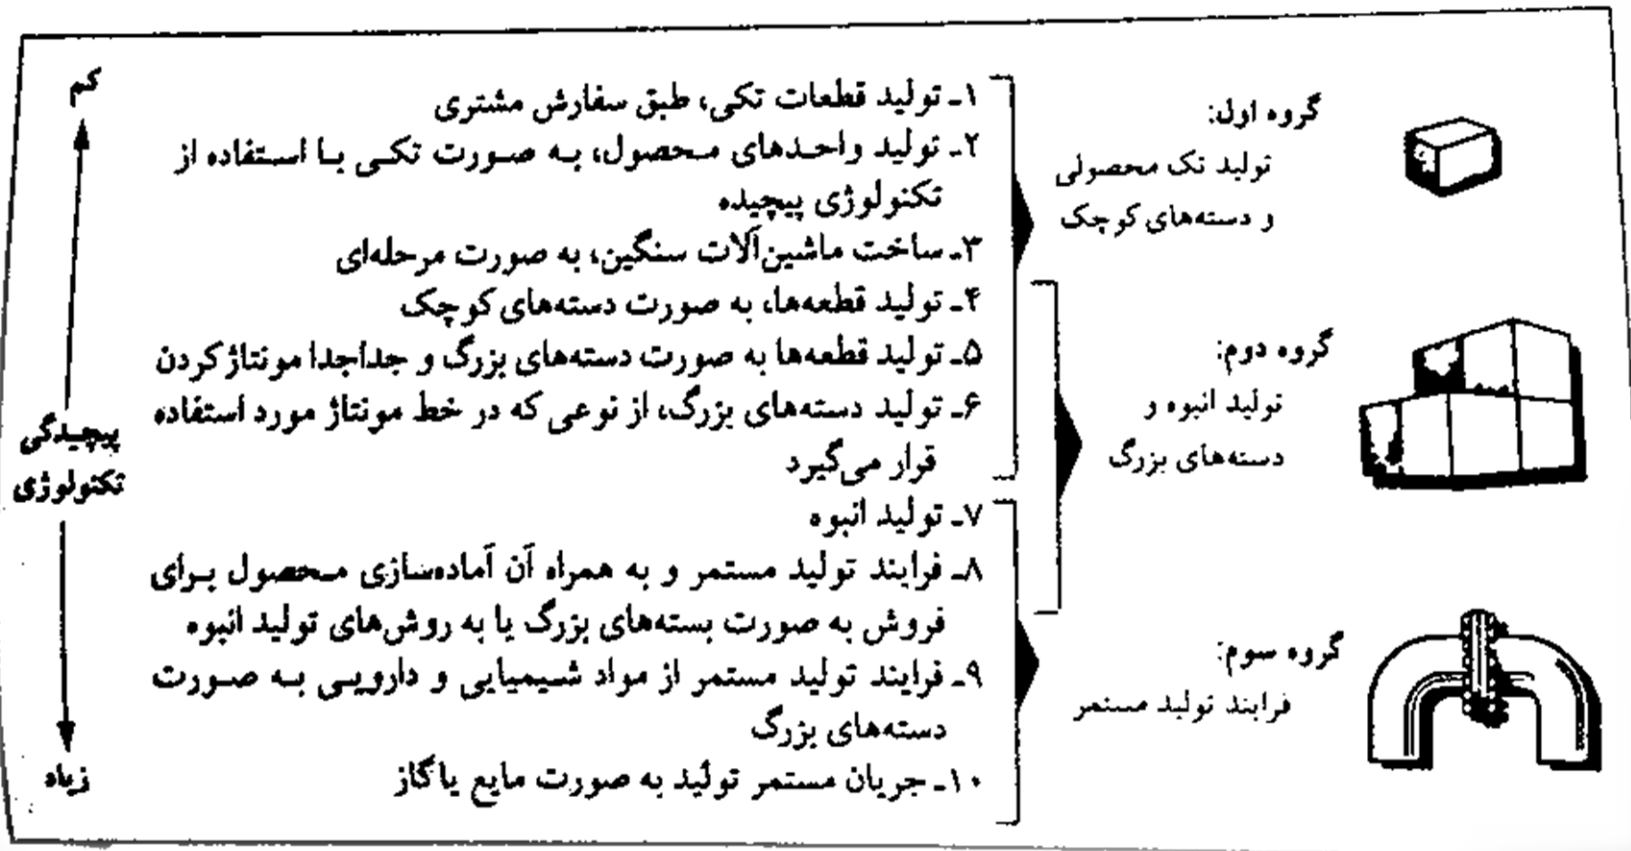 گروه اول:
تولید تک محصولی
و دسته‌های کوچک
گروه دوم:
تولید انبوه و
دسته‌های بزرگ
گروه سوم:
فرایند تولید مستمر
۱ـ تولید قطعات تکی، طبق سفارش مشتری
۲ـ تولید واحدهای محصول، به صورت تکی با استفاده از
تکنولوژی پیچیده
۳ـ ساخت ماشین‌آلات سنگین، به صورت مرحله‌ای
۴ـ تولید قطعه‌ها، به صورت دسته‌های کوچک
۵ـ تولید قطعه‌ها به صورت دسته‌های بزرگ و جداجدا مونتاژ کردن
۶ـ تولید دسته‌های بزرگ، از نوعی که در خط مونتاژ مورد استفاده
قرار می‌گیرد
۷ـ تولید انبوه
۸ـ فرایند تولید مستمر و به همراه آن آماده‌سازی محصول برای
فروش به صورت بسته‌های بزرگ یا به روش‌های تولید انبوه
۹ـ فرایند تولید مستمر از مواد شیمیایی و دارویی به صورت
دسته‌های بزرگ
۱۰ـ جریان مستمر تولید به صورت مایع یا گاز
کم
پیچیدگی
تکنولوژی
زیاد